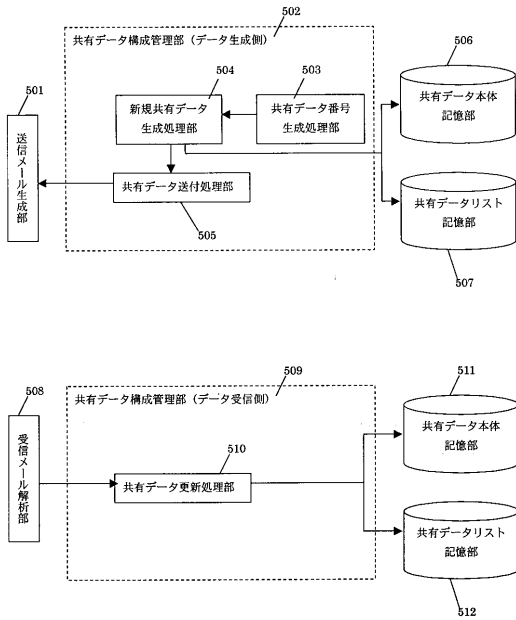 502
共有データ構成管理部（データ生成側）
506
504
503
501
新規共有データ
生成処理部
共有データ番号
生成処理部
共有データ本体
記憶部
送信メール生成部
共有データ送付処理部
共有データリスト
記憶部
505
507
509
511
508
共有データ構成管理部（データ受信側）
共有データ本体
記憶部
510
受信メール解析部
共有データ更新処理部
共有データリスト
記憶部
512